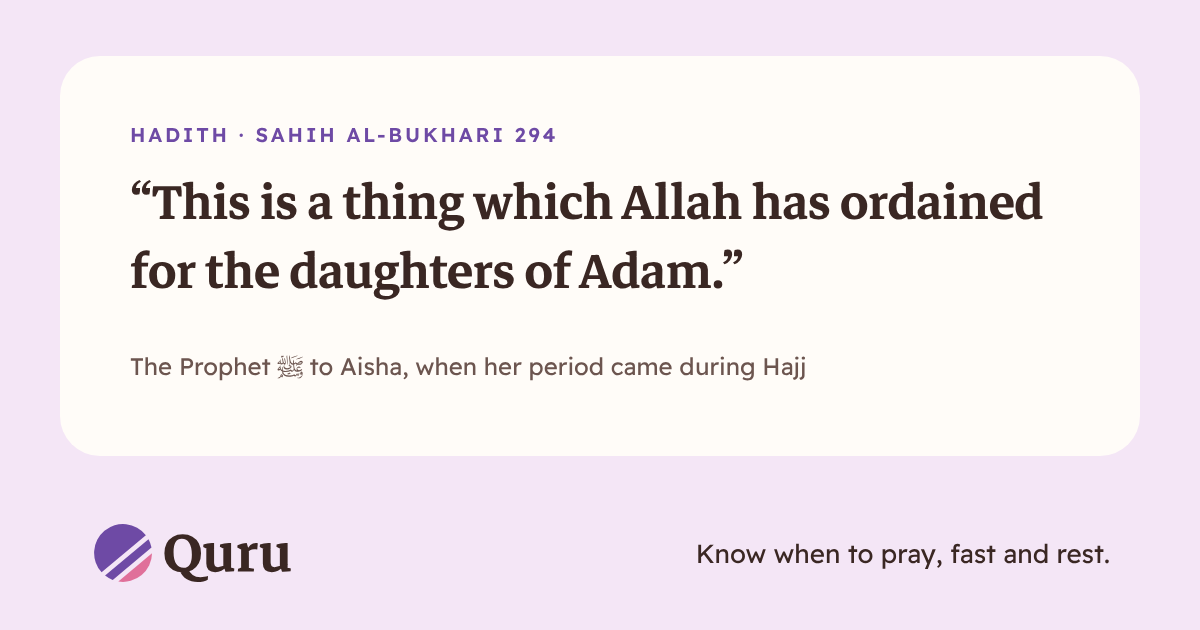 HADITH · SAHIH AL-BUKHARI 294
“This is a thing which Allah has ordained
for the daughters of Adam.”
The Prophet ﷺ to Aisha, when her period came during Hajj
Quru
Know when to pray, fast and rest.